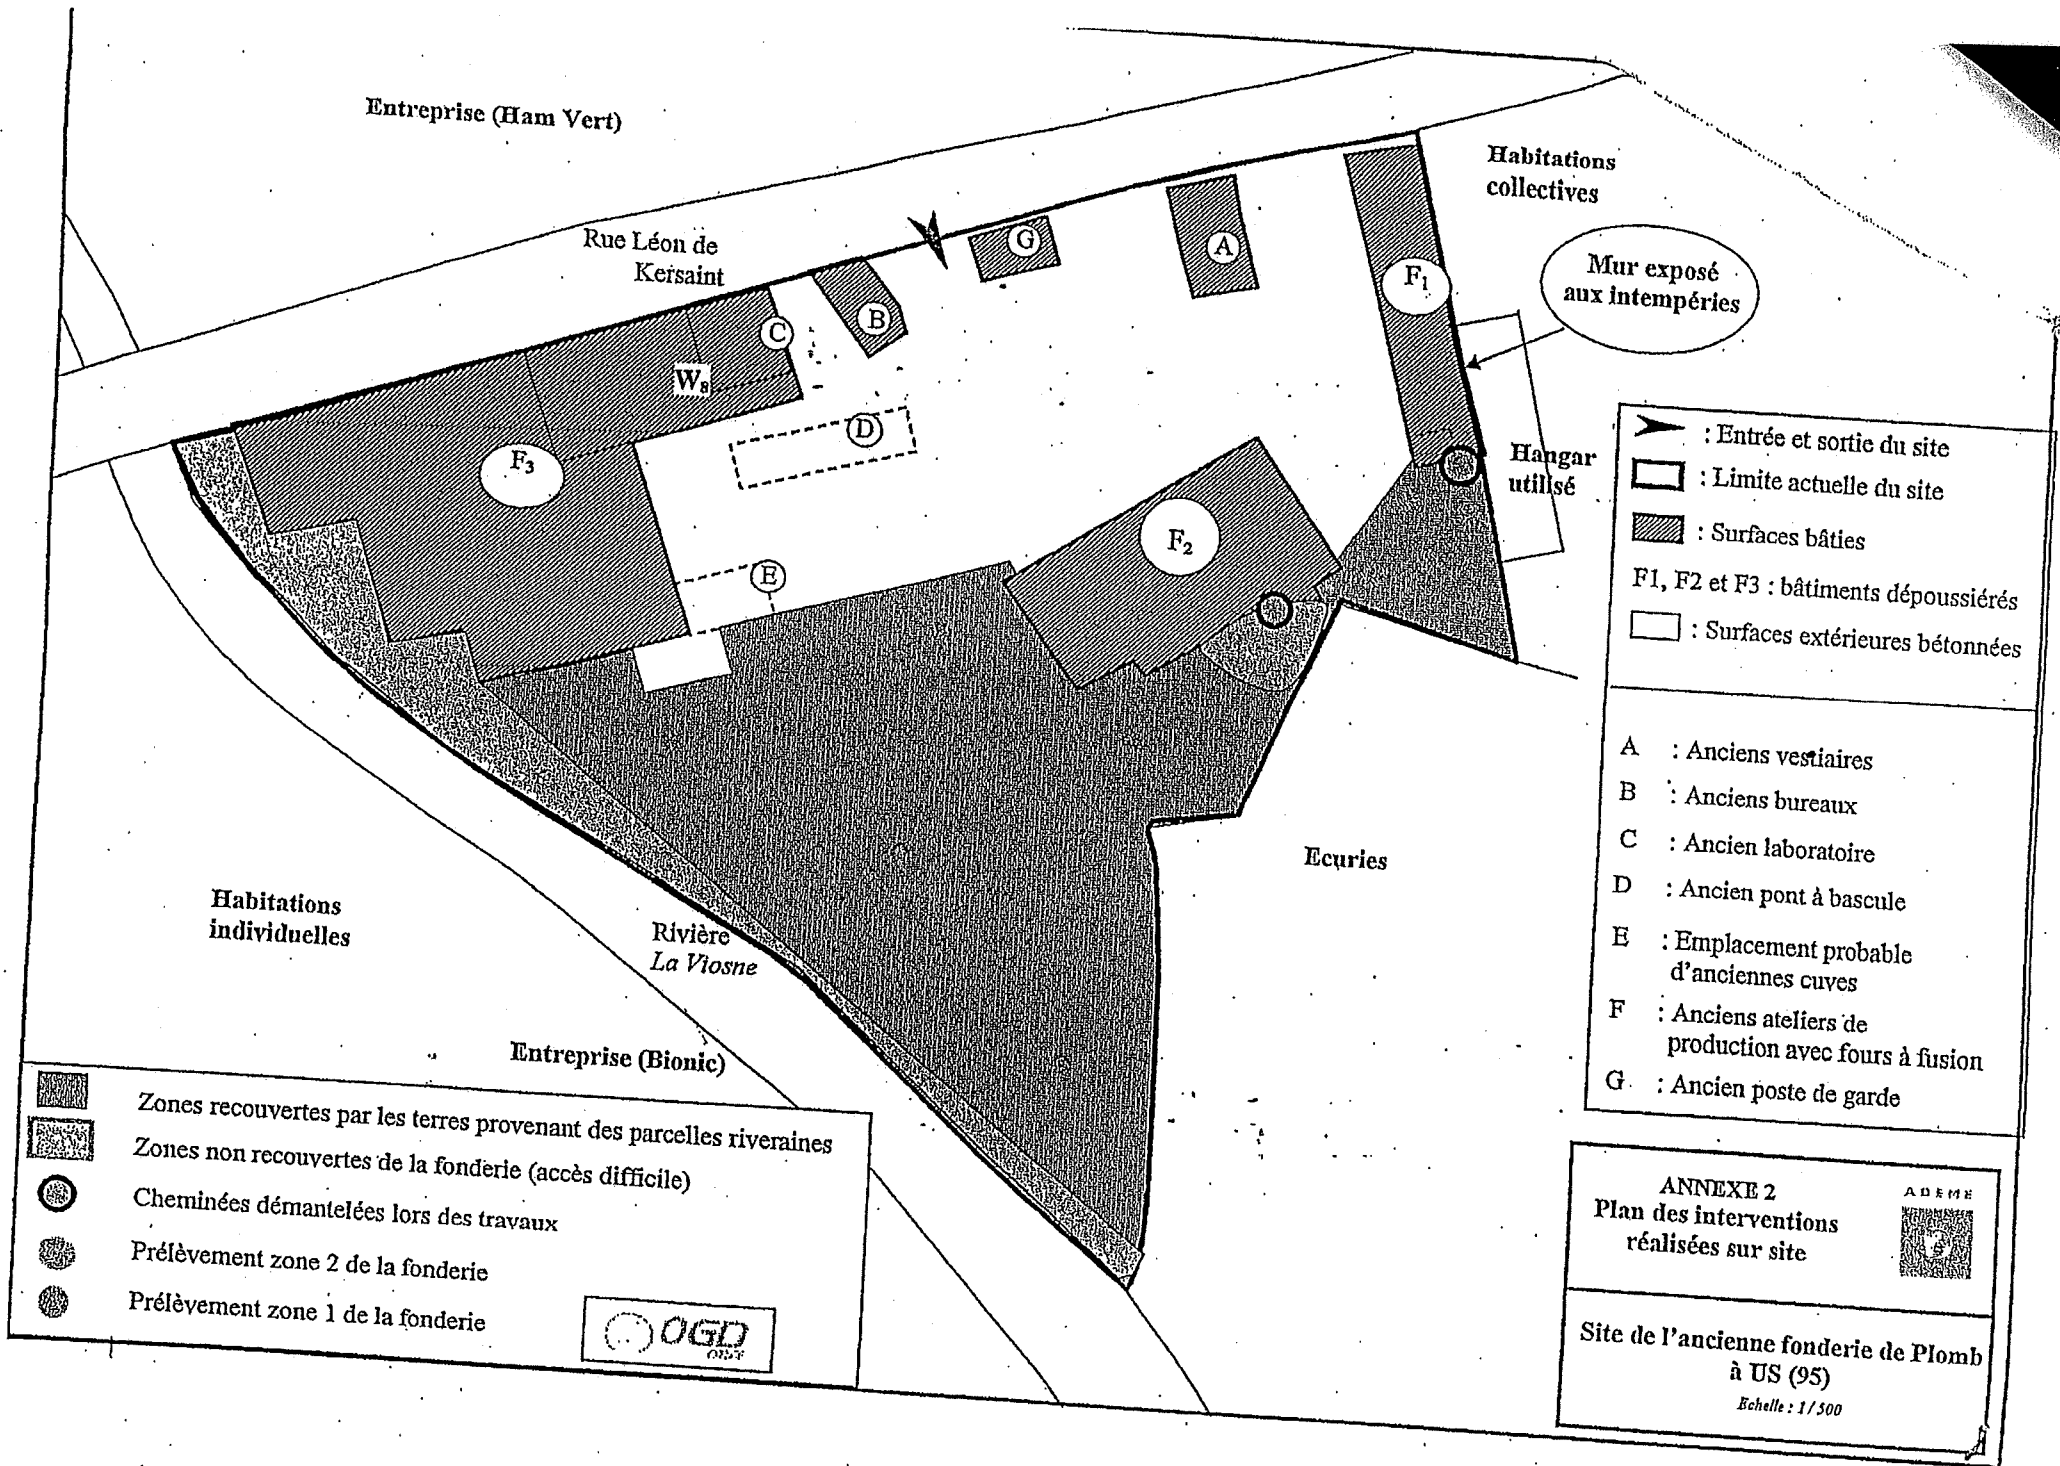 Entreprise (Ham Vert)
Rue Léon de
Kersaint
Habitations
collectives
Mur exposé
aux intempéries
G
A
F1
B
C
W8
D
F3
F2
E
Hangar
utilisé
: Entrée et sortie du site
: Limite actuelle du site
: Surfaces bâties
F1, F2 et F3 : bâtiments dépoussiérés
: Surfaces extérieures bétonnées
A : Anciens vestiaires
B : Anciens bureaux
C : Ancien laboratoire
D : Ancien pont à bascule
E : Emplacement probable
d'anciennes cuves
F : Anciens ateliers de
production avec fours à fusion
G : Ancien poste de garde
Ecuries
Habitations
individuelles
Rivière
La Viosne
Entreprise (Bionic)
Zones recouvertes par les terres provenant des parcelles riveraines
Zones non recouvertes de la fonderie (accès difficile)
Cheminées démantelées lors des travaux
Prélèvement zone 2 de la fonderie
Prélèvement zone 1 de la fonderie
OGD
ANNEXE 2
Plan des interventions
réalisées sur site
ADEME
Site de l'ancienne fonderie de Plomb
à US (95)
Echelle : 1/500